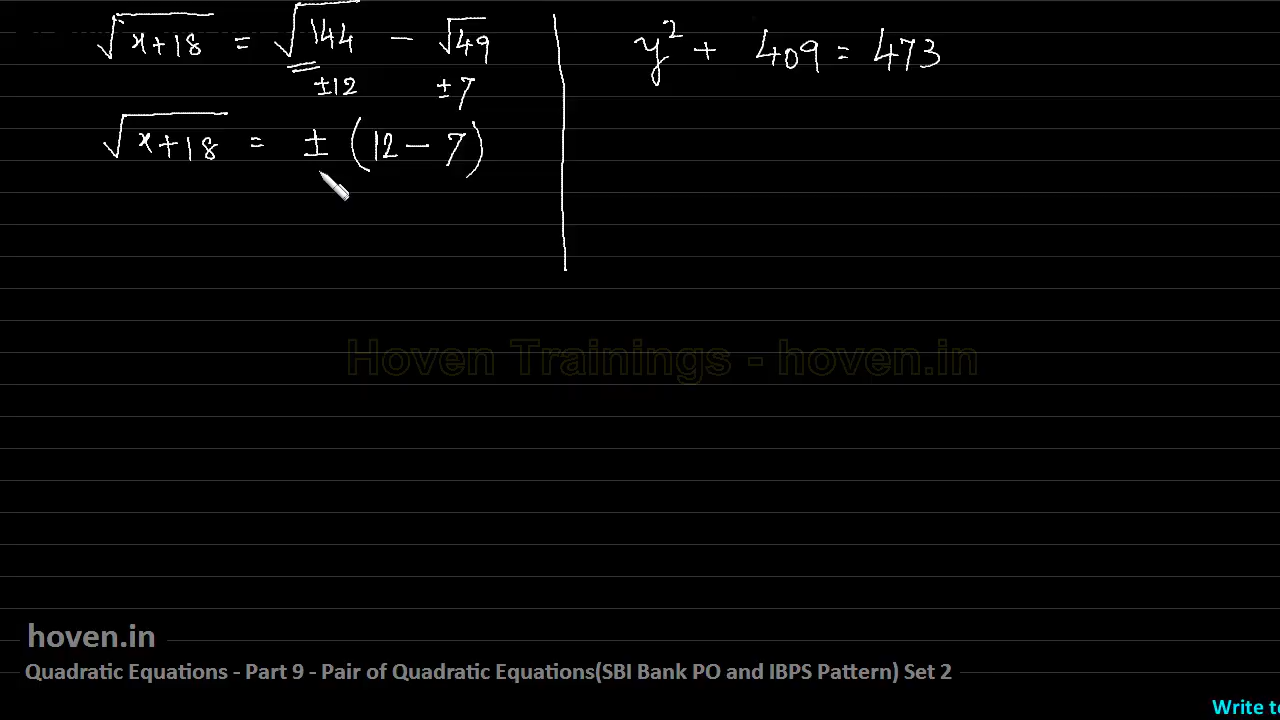 √(x+18) = √144 − √49
±12 ±7
√(x+18) = ± (12 − 7)
y² + 409 = 473
Hoven Trainings - hoven.in
hoven.in
Quadratic Equations - Part 9 - Pair of Quadratic Equations(SBI Bank PO and IBPS Pattern) Set 2
Write to